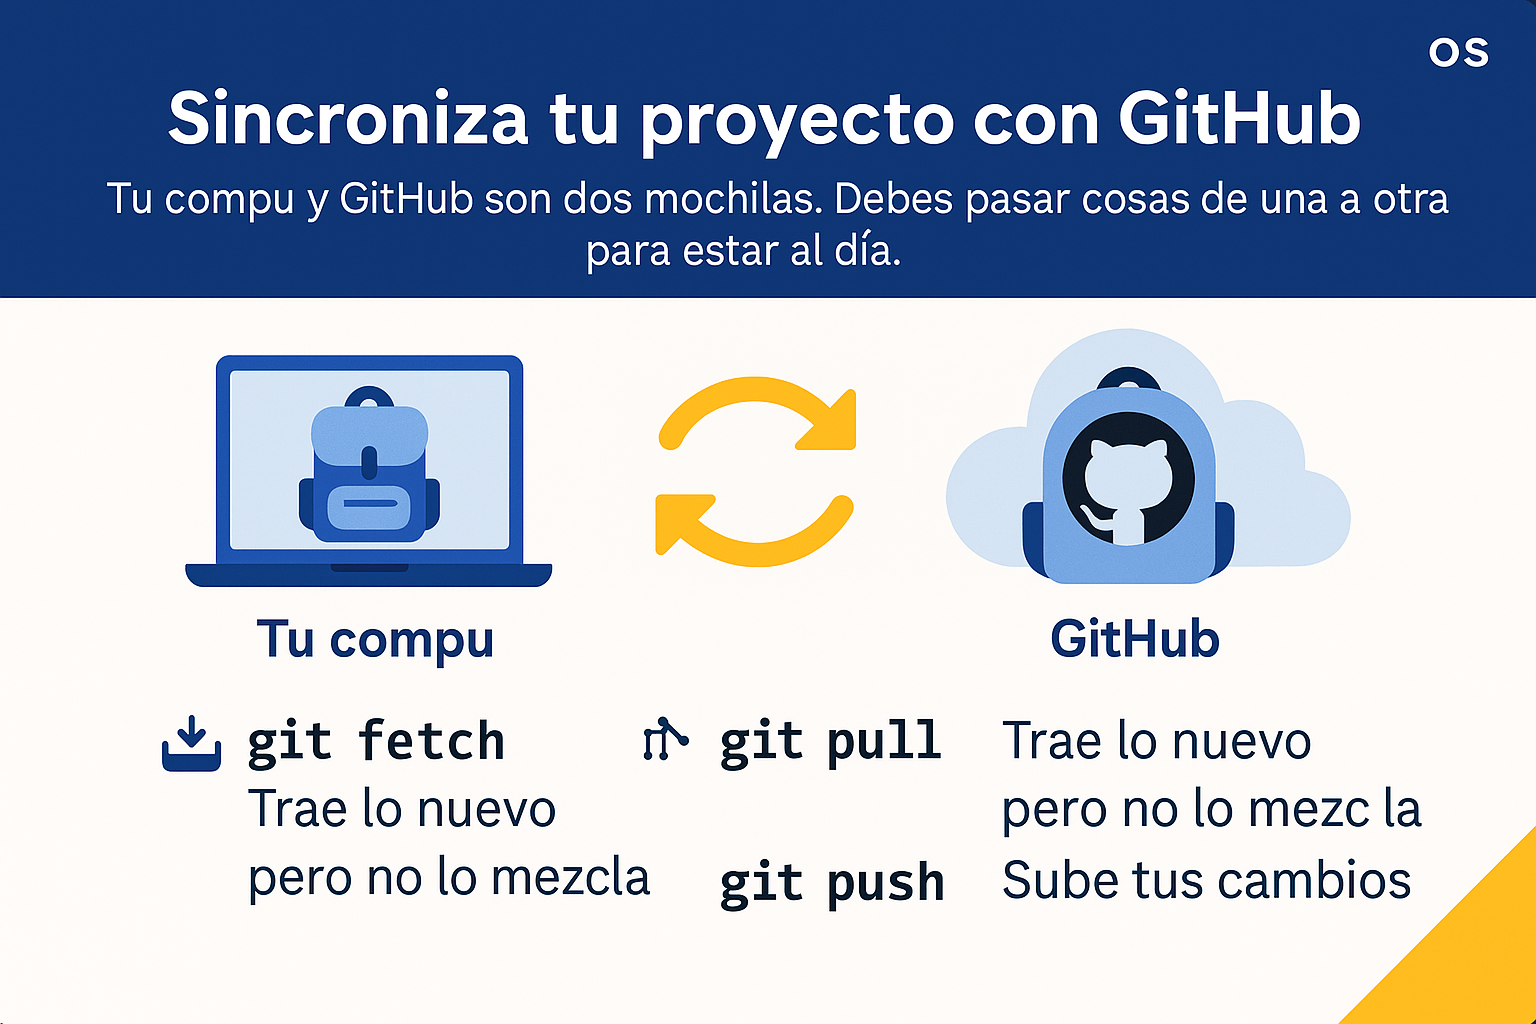 OS
Sincroniza tu proyecto con GitHub
Tu compu y GitHub son dos mochilas. Debes pasar cosas de una a otra
para estar al día.
Tu compu
GitHub
git fetch
Trae lo nuevo
pero no lo mezcla
git pull
Trae lo nuevo
pero no lo mezc la
git push
Sube tus cambios